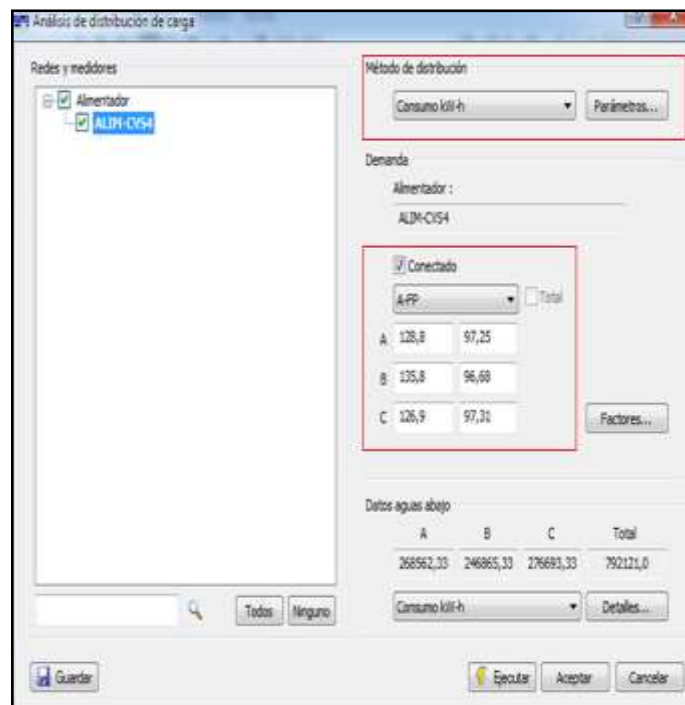 Análisis de distribución de carga
Redes y medidores
Alimentador
ALIM-CVS4
Todos
Ninguno
Método de distribución
Consumo kW-h
Parámetros...
Demanda
Alimentador :
ALIM-CVS4
Conectado
A-FP
Total
A 128,8 97,25
B 135,8 96,68
C 126,9 97,31
Factores...
Datos aguas abajo
A B C Total
268562,33 246865,33 276693,33 792121,0
Consumo kW-h
Detalles...
Guardar
Ejecutar
Aceptar
Cancelar